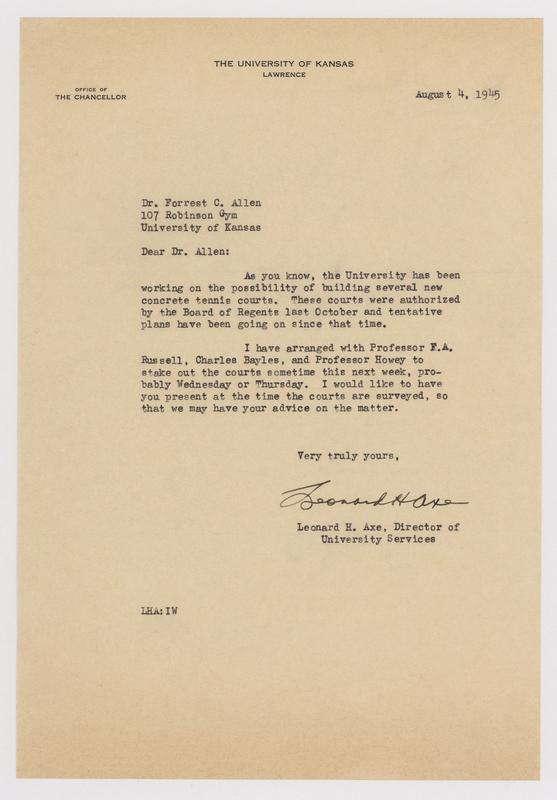 THE UNIVERSITY OF KANSAS
LAWRENCE
OFFICE OF
THE CHANCELLOR
August 4, 1945
Dr. Forrest C. Allen
107 Robinson Gym
University of Kansas
Dear Dr. Allen:
As you know, the University has been
working on the possibility of building several new
concrete tennis courts. These courts were authorized
by the Board of Regents last October and tentative
plans have been going on since that time.
I have arranged with Professor F.A.
Russell, Charles Bayles, and Professor Howey to
stake out the courts sometime this next week, pro-
bably Wednesday or Thursday. I would like to have
you present at the time the courts are surveyed, so
that we may have your advice on the matter.
Very truly yours,
Leonard H Axe
Leonard H. Axe, Director of
University Services
LHA:IW